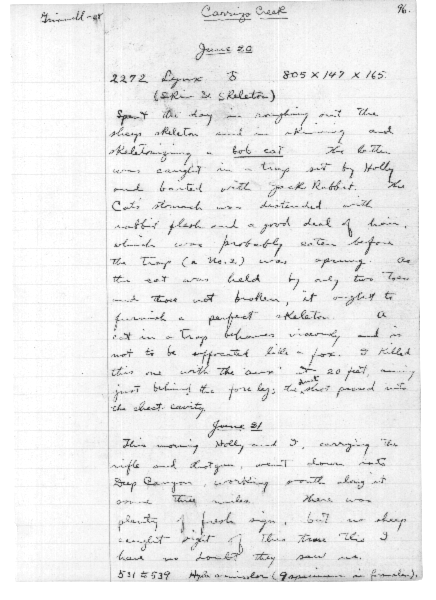 Grinnell-08
Carrizo Creek
96.
June 20
2272 Lynx ♂ 805 x 147 x 165.
(Skin & Skeleton)
Spent the day in roughing out the
sheep skeleton and in skinning and
skeletonizing a bob cat. The latter
was caught in a trap set by Holly
and baited with Jack Rabbit. The
Cat's stomach was distended with
rabbit flesh and a good deal of hair,
which was probably eaten before
the trap (a No. 2.) was sprung. As
the cat was held by only two toes
and those not broken, it ought to
furnish a perfect skeleton. A
cat in a trap behaves viciously and is
not to be approached like a fox. I killed
this one with the aux. at 20 feet, aiming
just behind the fore leg; the dust shot passed into
the chest cavity.
June 21
This morning Holly and I, carrying the
rifle and shotgun, went down into
Deep Canyon, working south along it
some three miles. There was
plenty of fresh sign, but no sheep
caught sight of this time tho I
have no doubt they saw us.
531 to 539 Hyla arenicolor (9 specimens in formalin).